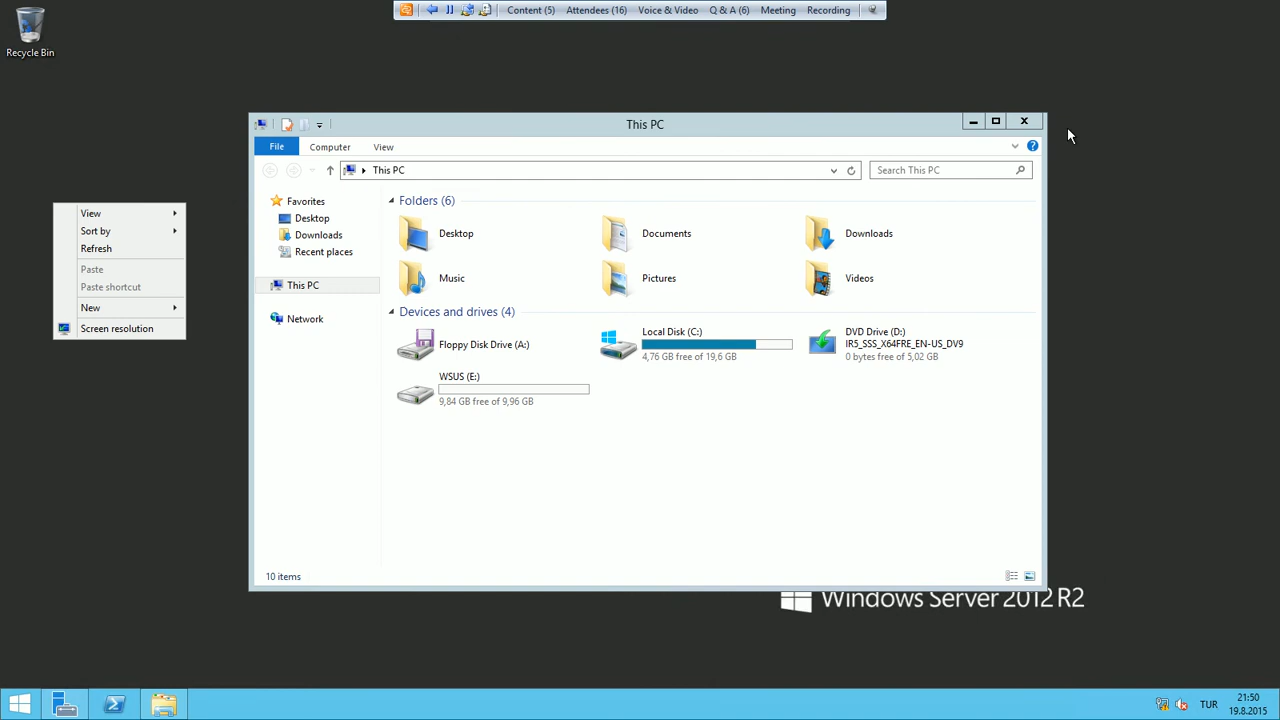 Content (5) Attendees (16) Voice & Video Q & A (6) Meeting Recording
Recycle Bin
This PC
File Computer View
This PC
Search This PC
Favorites
Desktop
Downloads
Recent places
This PC
Network
Folders (6)
Desktop
Documents
Downloads
Music
Pictures
Videos
Devices and drives (4)
Floppy Disk Drive (A:)
Local Disk (C:)
4,76 GB free of 19,6 GB
DVD Drive (D:)
IR5_SSS_X64FRE_EN-US_DV9
0 bytes free of 5,02 GB
WSUS (E:)
9,84 GB free of 9,96 GB
10 items
View
Sort by
Refresh
Paste
Paste shortcut
New
Screen resolution
Windows Server 2012 R2
TUR
21:50
19.8.2015